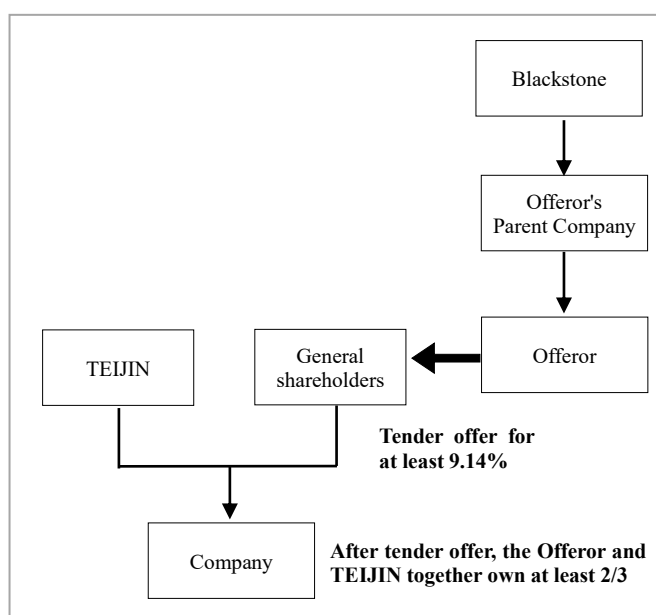 Blackstone
Offeror's
Parent Company
TEIJIN
General
shareholders
Offeror
Tender offer for
at least 9.14%
Company
After tender offer, the Offeror and
TEIJIN together own at least 2/3